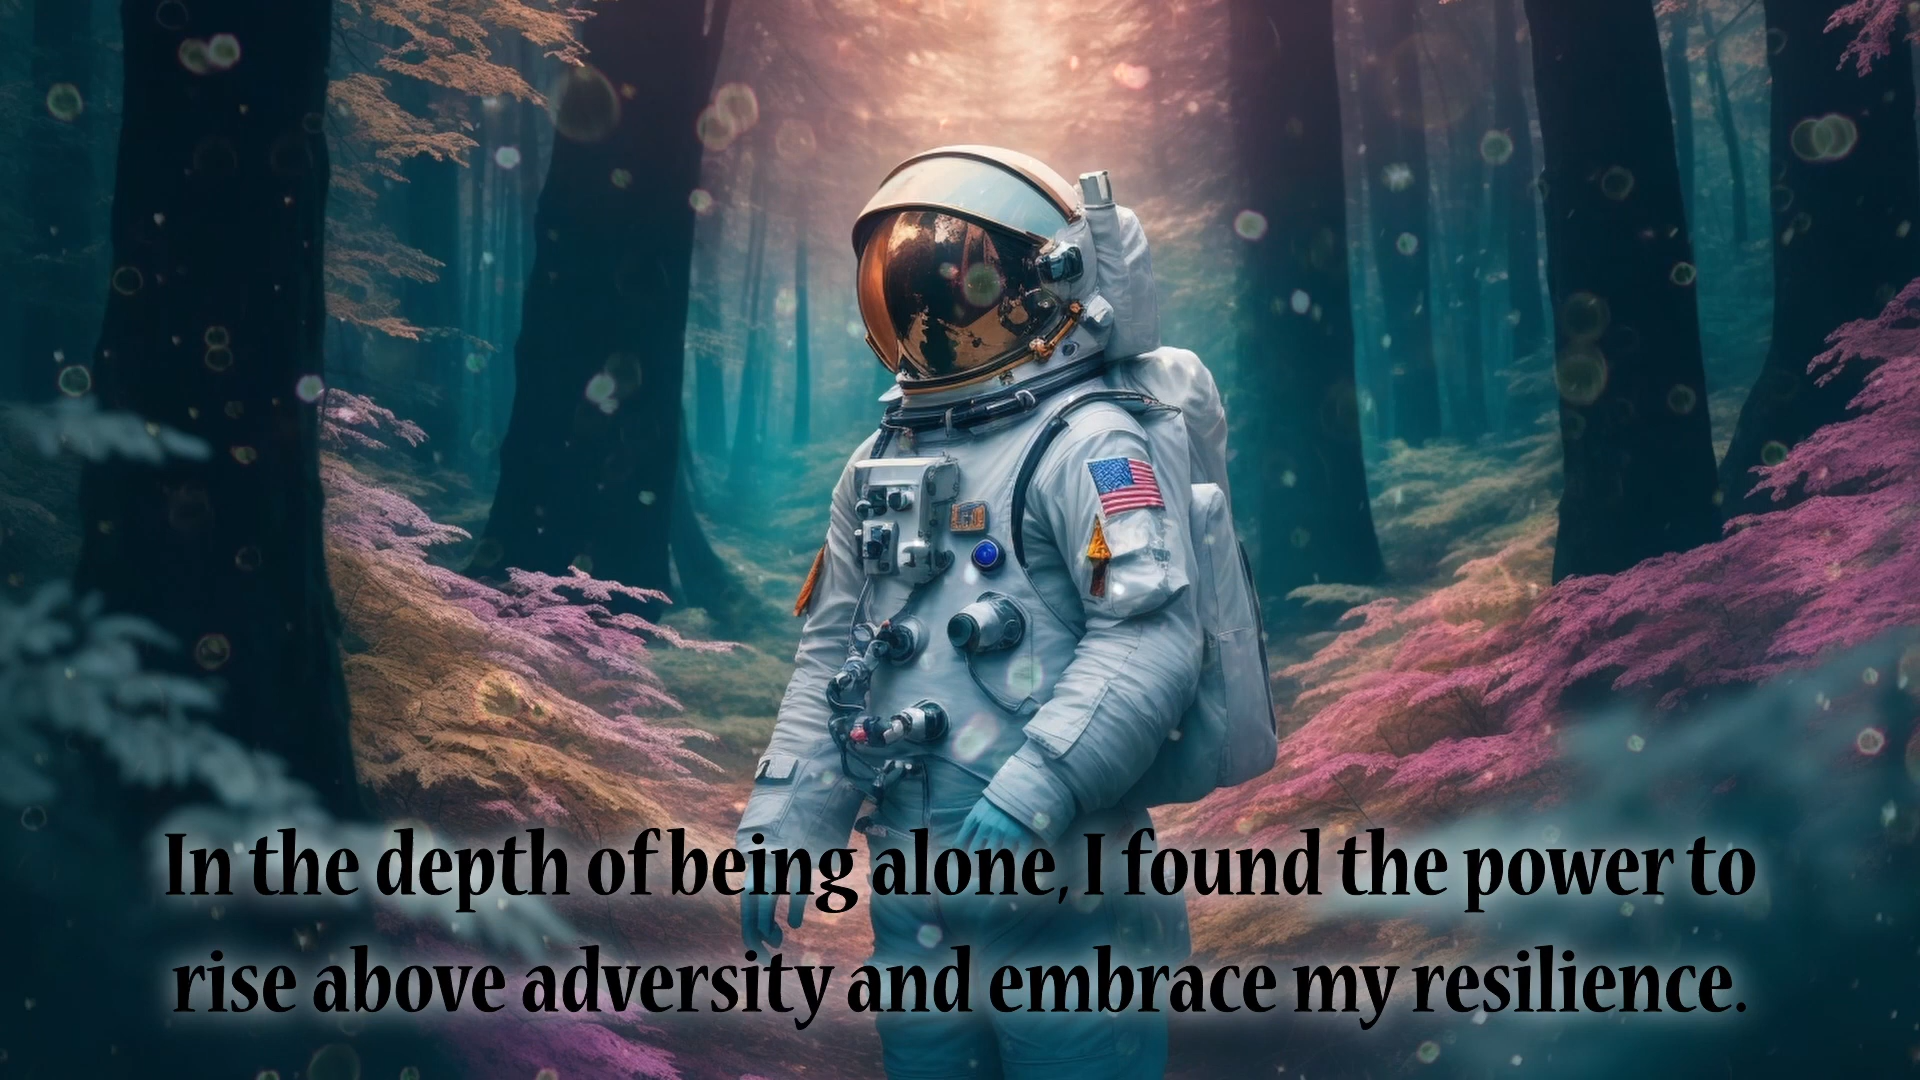 In the depth of being alone, I found the power to
rise above adversity and embrace my resilience.